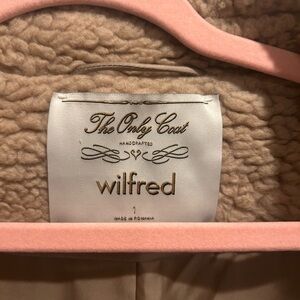 The Only Coat
HANDCRAFTED
wilfred
1
MADE IN ROMANIA